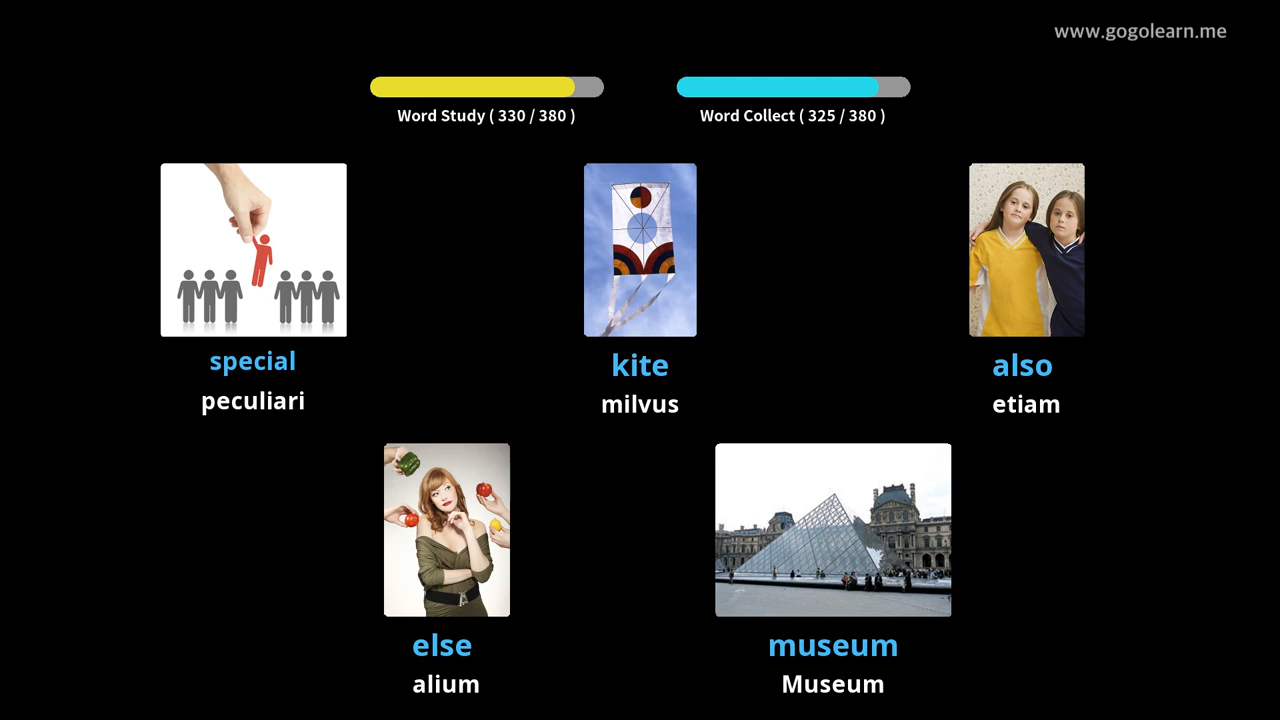 www.gogolearn.me
Word Study ( 330 / 380 )
Word Collect ( 325 / 380 )
special
peculiari
kite
milvus
also
etiam
else
alium
museum
Museum